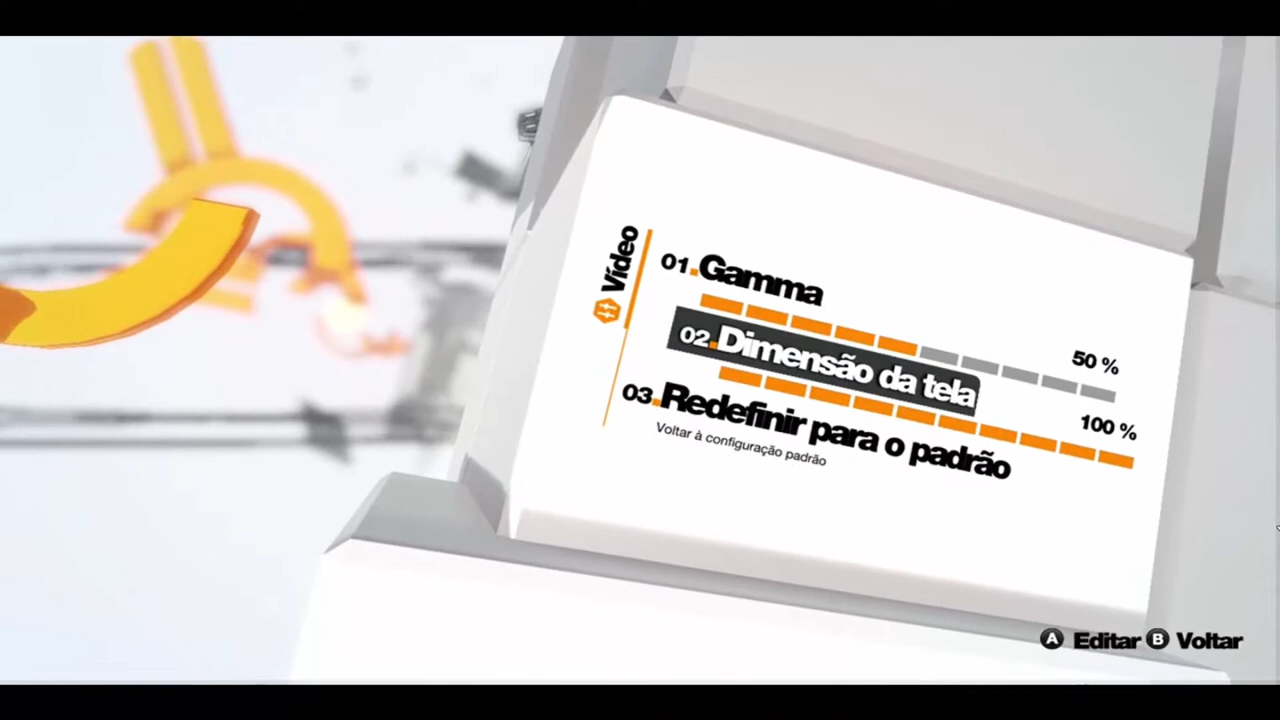 Vídeo
01.Gamma
50 %
02.Dimensão da tela
100 %
03.Redefinir para o padrão
Voltar à configuração padrão
A Editar B Voltar